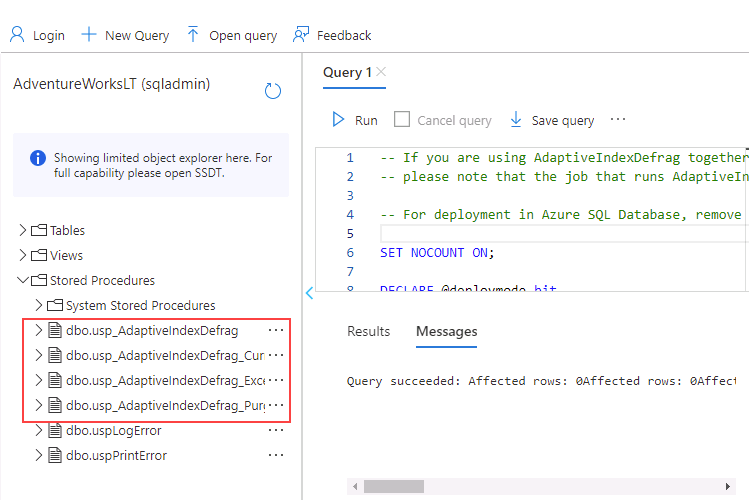 Login New Query Open query Feedback
AdventureWorksLT (sqladmin)
Showing limited object explorer here. For
full capability please open SSDT.
Tables
Views
Stored Procedures
System Stored Procedures
dbo.usp_AdaptiveIndexDefrag ...
dbo.usp_AdaptiveIndexDefrag_Cur ...
dbo.usp_AdaptiveIndexDefrag_Exce ...
dbo.usp_AdaptiveIndexDefrag_Purg ...
dbo.uspLogError ...
dbo.uspPrintError ...
Query 1
Run Cancel query Save query ...
1 -- If you are using AdaptiveIndexDefrag together
2 -- please note that the job that runs AdaptiveIn
3
4 -- For deployment in Azure SQL Database, remove
5
6 SET NOCOUNT ON;
7
8 DECLARE @deploymode bit
Results Messages
Query succeeded: Affected rows: 0Affected rows: 0Affect